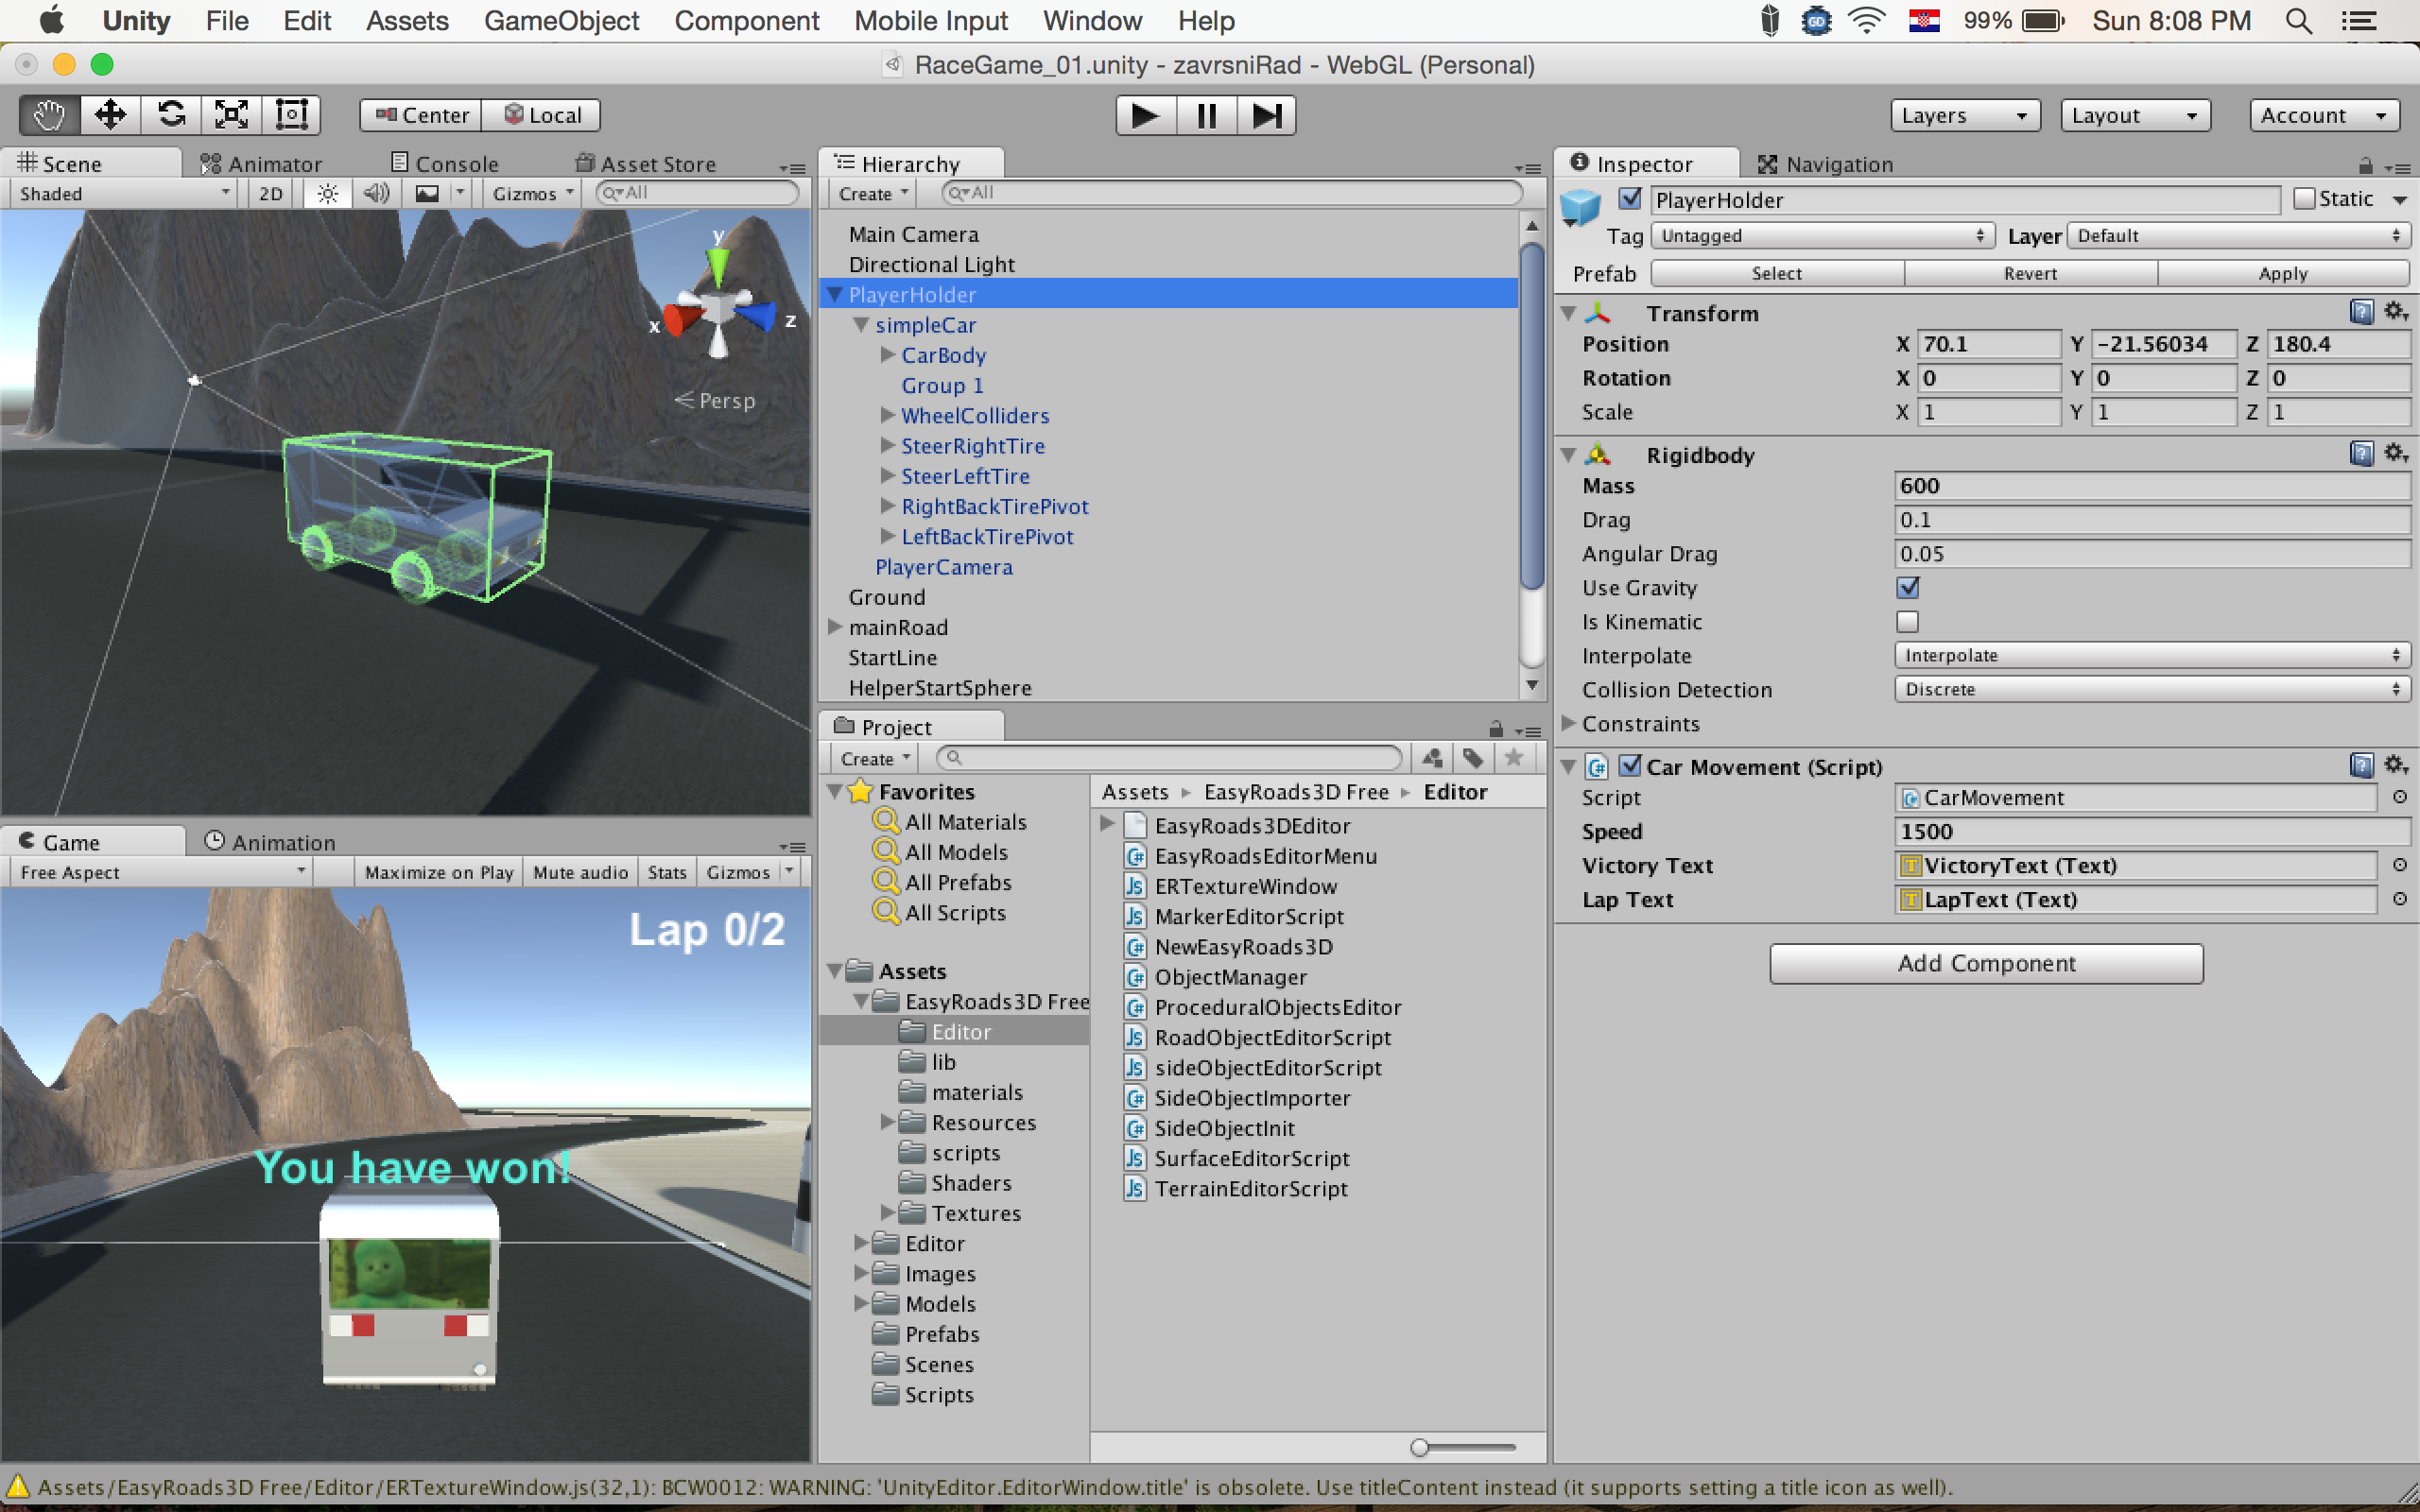 Unity File Edit Assets GameObject Component Mobile Input Window Help 99% Sun 8:08 PM
RaceGame_01.unity - zavrsniRad - WebGL (Personal)
Center Local Layers Layout Account
Scene Animator Console Asset Store
Shaded 2D Gizmos All
y
x z
Persp
Game Animation
Free Aspect Maximize on Play Mute audio Stats Gizmos
Lap 0/2
You have won!
Hierarchy
Create All
Main Camera
Directional Light
PlayerHolder
simpleCar
CarBody
Group 1
WheelColliders
SteerRightTire
SteerLeftTire
RightBackTirePivot
LeftBackTirePivot
PlayerCamera
Ground
mainRoad
StartLine
HelperStartSphere
Project
Create
Favorites
All Materials
All Models
All Prefabs
All Scripts
Assets
EasyRoads3D Free
Editor
lib
materials
Resources
scripts
Shaders
Textures
Editor
Images
Models
Prefabs
Scenes
Scripts
Assets EasyRoads3D Free Editor
EasyRoads3DEditor
EasyRoadsEditorMenu
ERTextureWindow
MarkerEditorScript
NewEasyRoads3D
ObjectManager
ProceduralObjectsEditor
RoadObjectEditorScript
sideObjectEditorScript
SideObjectImporter
SideObjectInit
SurfaceEditorScript
TerrainEditorScript
Inspector Navigation
PlayerHolder Static
Tag Untagged Layer Default
Prefab Select Revert Apply
Transform
Position X 70.1 Y -21.56034 Z 180.4
Rotation X 0 Y 0 Z 0
Scale X 1 Y 1 Z 1
Rigidbody
Mass 600
Drag 0.1
Angular Drag 0.05
Use Gravity
Is Kinematic
Interpolate Interpolate
Collision Detection Discrete
Constraints
Car Movement (Script)
Script CarMovement
Speed 1500
Victory Text VictoryText (Text)
Lap Text LapText (Text)
Add Component
Assets/EasyRoads3D Free/Editor/ERTextureWindow.js(32,1): BCW0012: WARNING: 'UnityEditor.EditorWindow.title' is obsolete. Use titleContent instead (it supports setting a title icon as well).